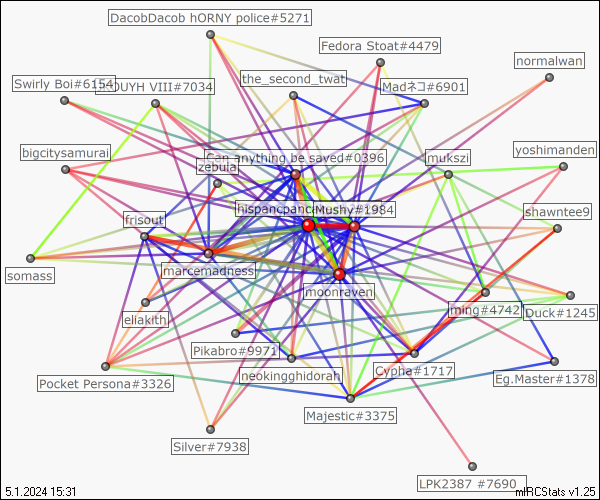 DacobDacob hORNY police#5271
Fedora Stoat#4479
normalwan
the_second_twat
Swirly Boi#6154
Madネコ#6901
VIII#7034
bigcitysamurai
Can anything be saved#0396
mukszi
yoshimanden
zebula
Mushy#1984
shawntee9
frisout
marcemadness
somass
moonraven
ming#4742
Duck#1245
eliakith
Pikabro#9971
neokingghidorah
Cypha#1717
Eg.Master#1378
Pocket Persona#3326
Majestic#3375
Silver#7938
LPK2387 #7690
5.1.2024 15:31
mIRCStats v1.25